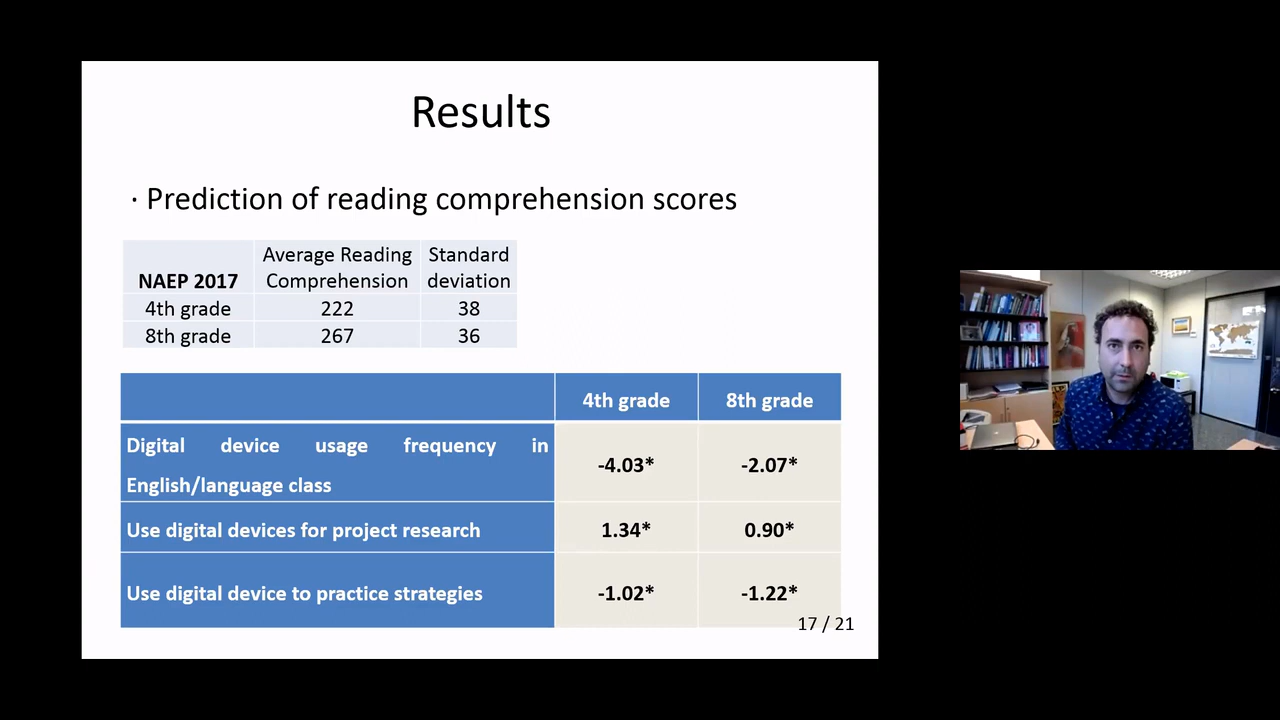 Results
· Prediction of reading comprehension scores
Average Reading Standard
NAEP 2017 Comprehension deviation
4th grade 222 38
8th grade 267 36
4th grade 8th grade
Digital device usage frequency in
English/language class -4.03* -2.07*
Use digital devices for project research 1.34* 0.90*
Use digital device to practice strategies -1.02* -1.22*
17 / 21